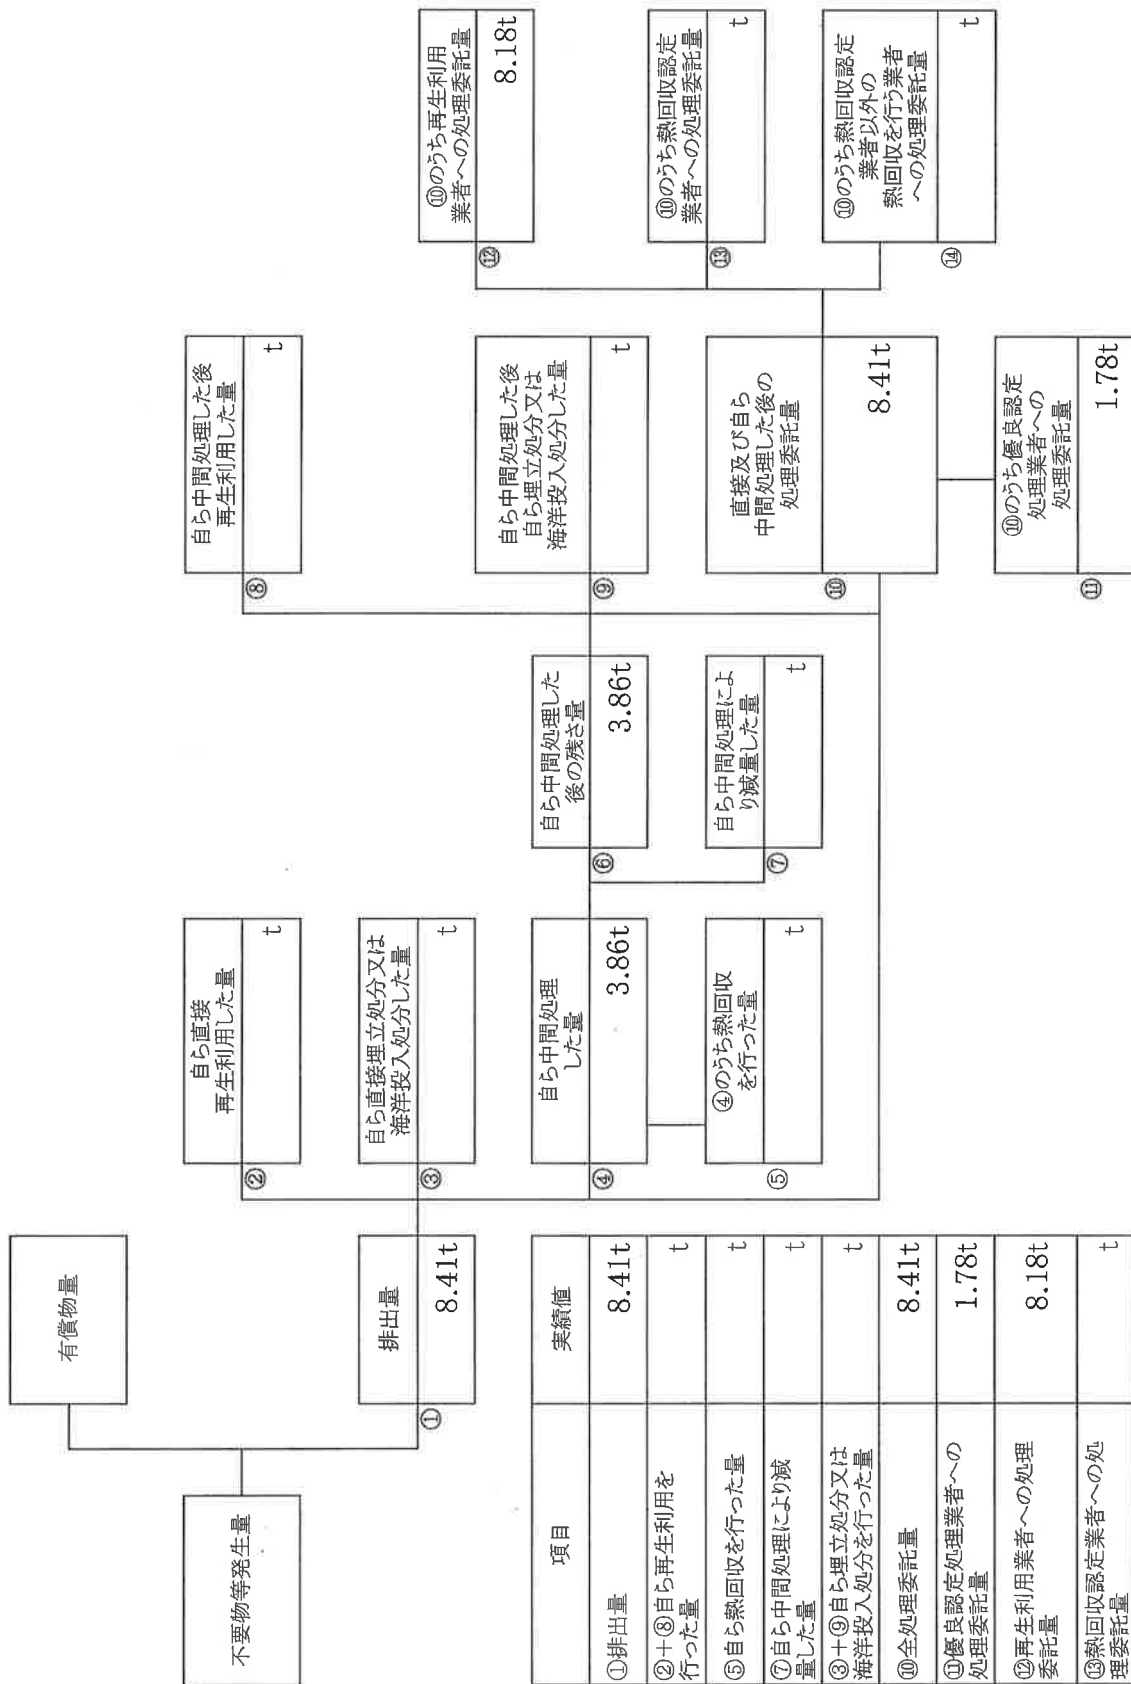 不要物等発生量
有償物量
排出量
①
8.41t
自ら直接
再生利用した量
②
t
自ら直接埋立処分又は
海洋投入処分した量
③
t
自ら中間処理
した量
④
3.86t
④のうち熱回収
を行った量
⑤
t
自ら中間処理した
後の残さ量
⑥
3.86t
自ら中間処理によ
り減量した量
⑦
t
自ら中間処理した後
再生利用した量
⑧
t
自ら中間処理した後
自ら埋立処分又は
海洋投入処分した量
⑨
t
直接及び自ら
中間処理した後の
処理委託量
⑩
8.41t
⑩のうち優良認定
処理業者への
処理委託量
⑪
1.78t
⑩のうち再生利用
業者への処理委託量
⑫
8.18t
⑩のうち熱回収認定
業者への処理委託量
⑬
t
⑩のうち熱回収認定
業者以外の
熱回収を行う業者
への処理委託量
⑭
t
項目 実績値
①排出量 8.41t
②+⑧自ら再生利用を
行った量 t
⑤自ら熱回収を行った量 t
⑦自ら中間処理により減
量した量 t
③+⑨自ら埋立処分又は
海洋投入処分を行った量 t
⑩全処理委託量 8.41t
⑪優良認定処理業者への
処理委託量 1.78t
⑫再生利用業者への処理
委託量 8.18t
⑬熱回収認定業者への処
理委託量 t